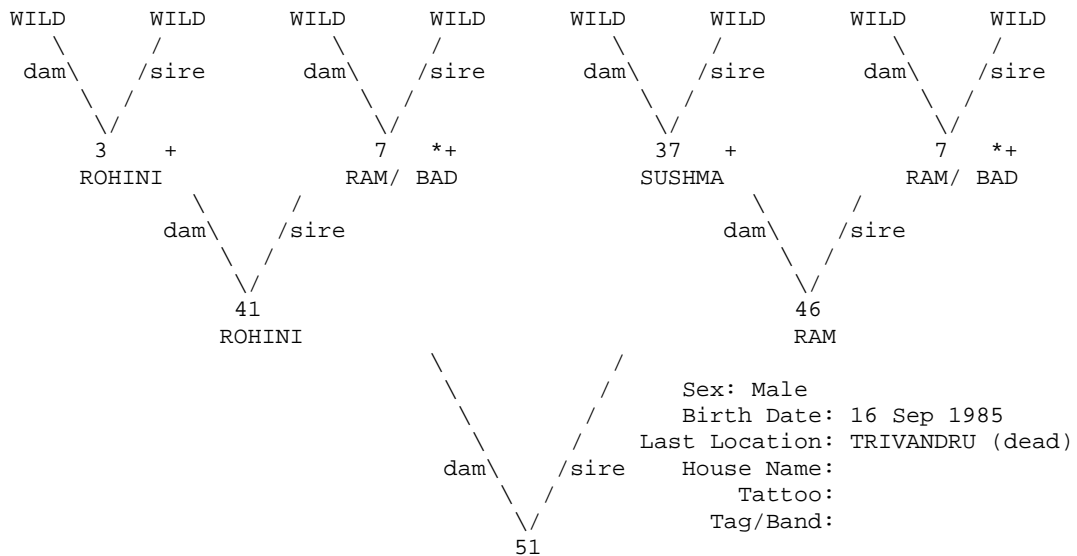 WILD WILD WILD WILD WILD WILD WILD WILD
dam sire dam sire dam sire dam sire
3 + 7 *+ 37 + 7 *+
ROHINI RAM/ BAD SUSHMA RAM/ BAD
dam sire dam sire
41 46
ROHINI RAM
Sex: Male
Birth Date: 16 Sep 1985
Last Location: TRIVANDRU (dead)
dam sire House Name:
Tattoo:
Tag/Band:
51